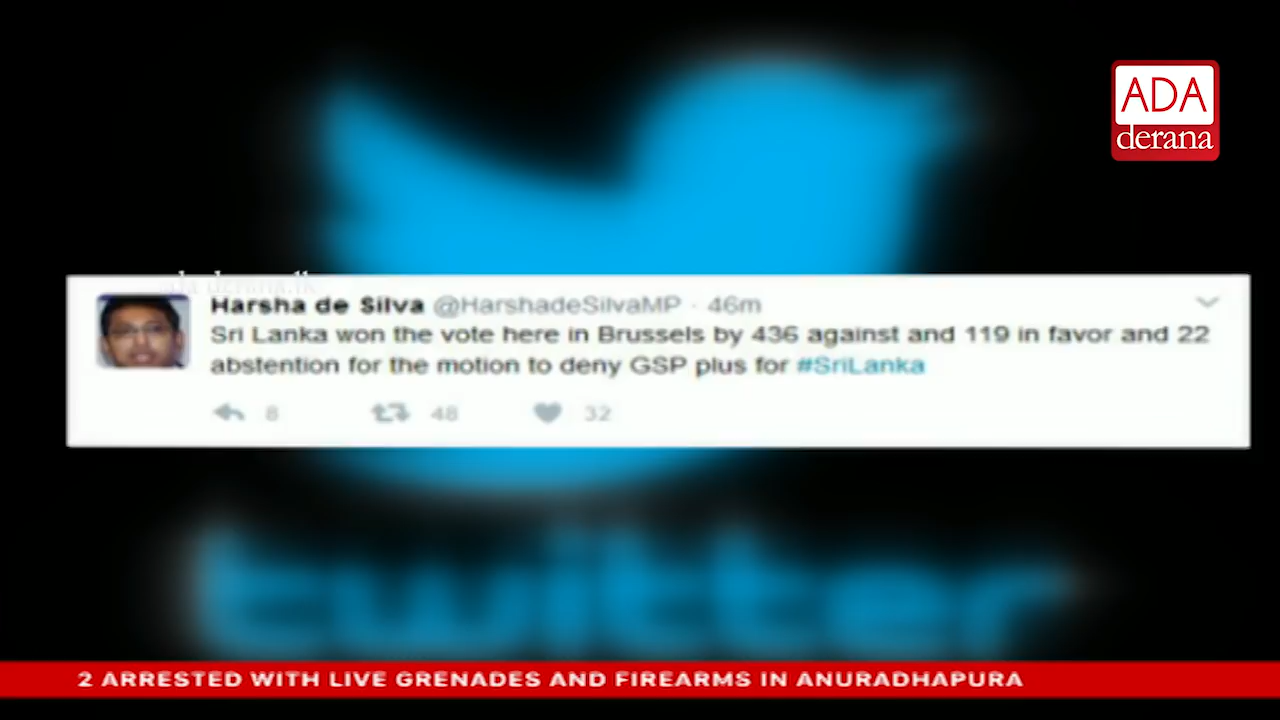 ADA
derana
Harsha de Silva @HarshadeSilvaMP · 46m
Sri Lanka won the vote here in Brussels by 436 against and 119 in favor and 22
abstention for the motion to deny GSP plus for #SriLanka
8 48 32
twitter
2 ARRESTED WITH LIVE GRENADES AND FIREARMS IN ANURADHAPURA